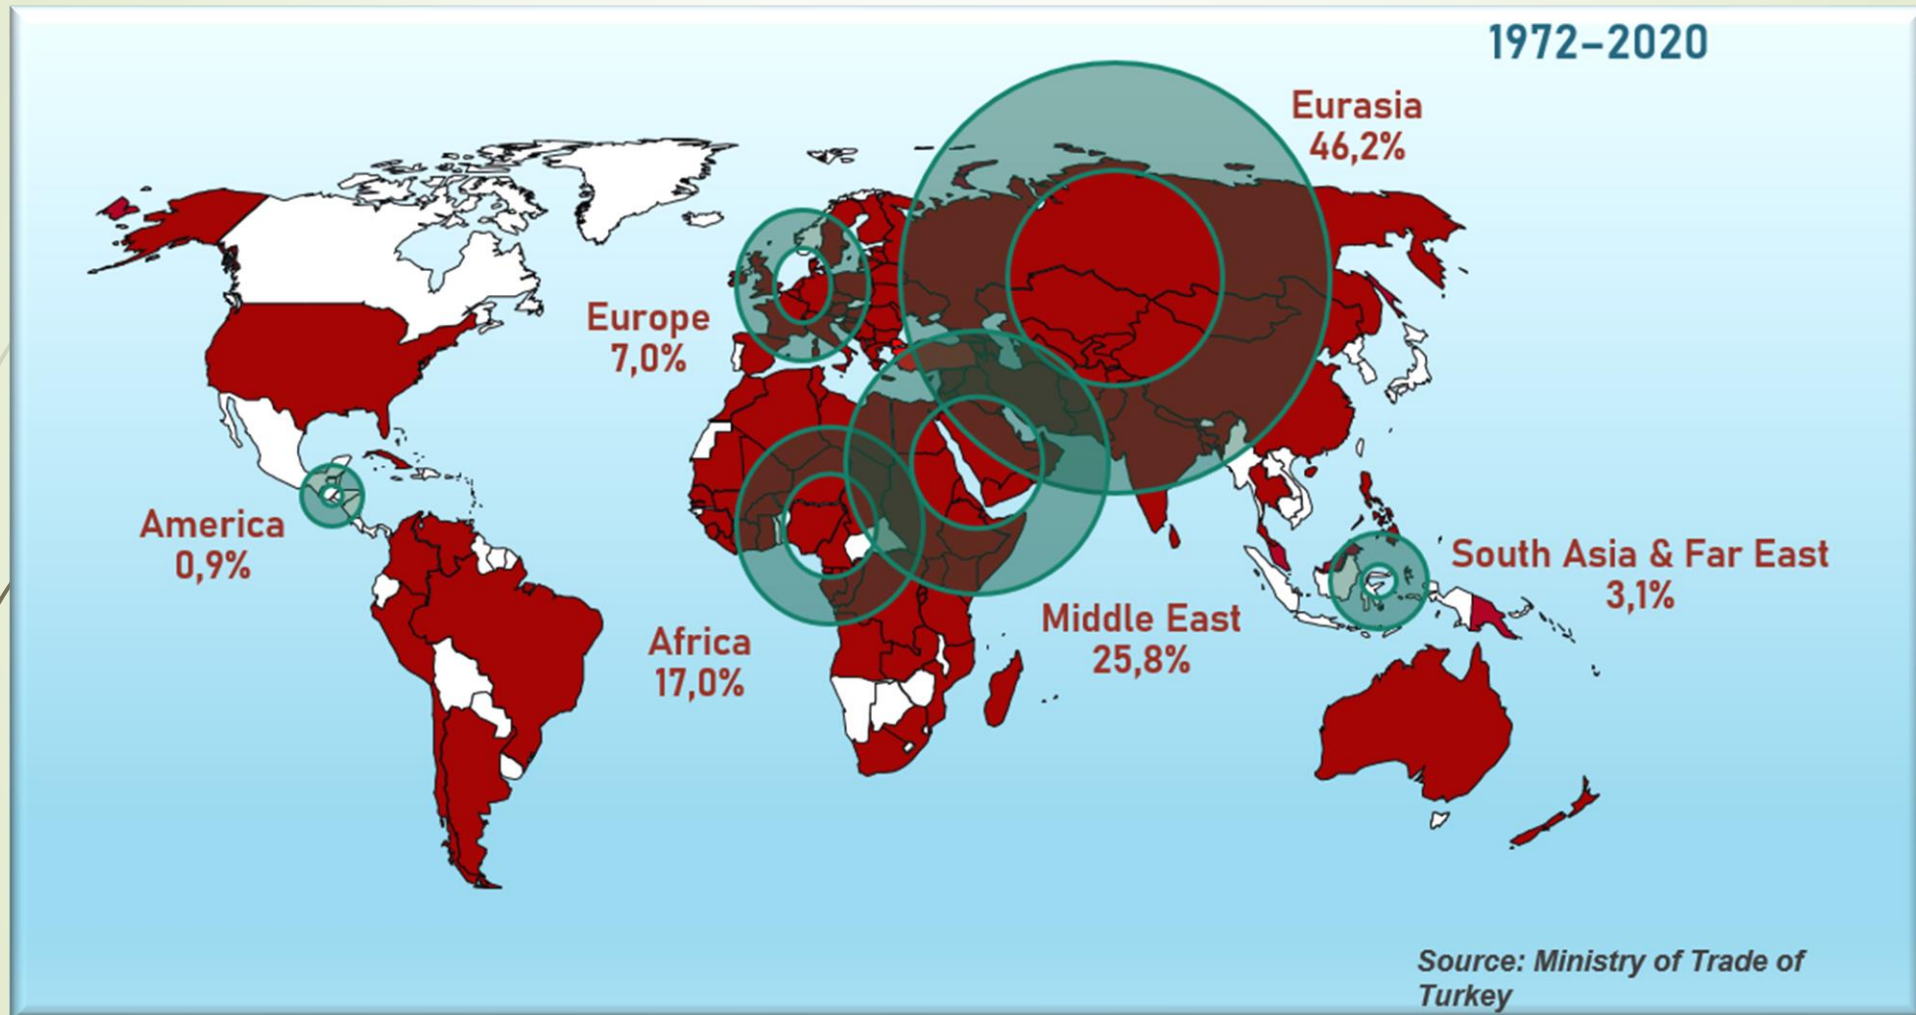 1972–2020
Eurasia
46,2%
Europe
7,0%
America
0,9%
South Asia & Far East
3,1%
Middle East
25,8%
Africa
17,0%
Source: Ministry of Trade of
Turkey